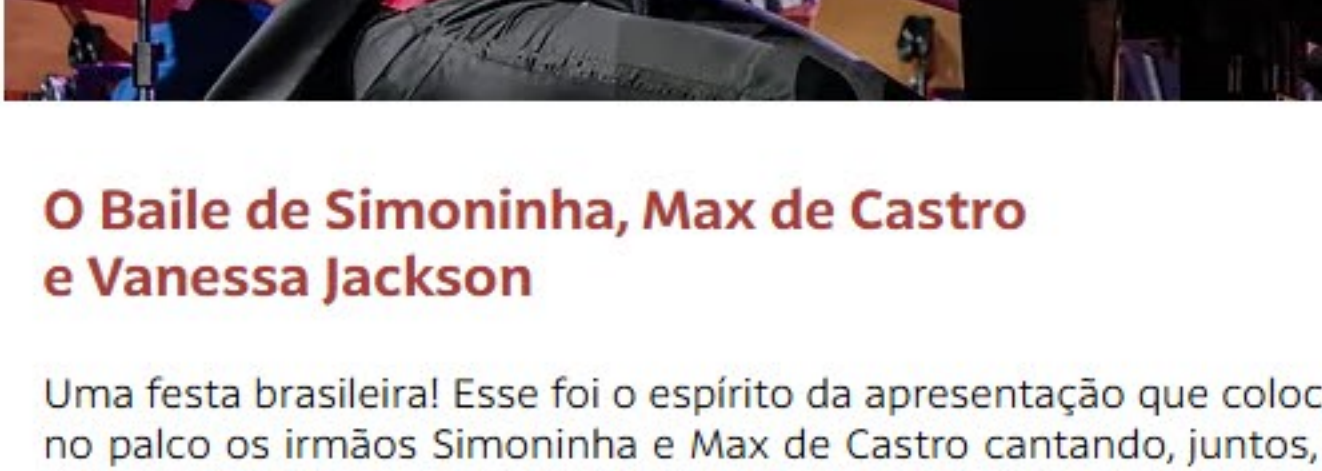 O Baile de Simoninha, Max de Castro
e Vanessa Jackson
Uma festa brasileira! Esse foi o espírito da apresentação que coloc
no palco os irmãos Simoninha e Max de Castro cantando, juntos,